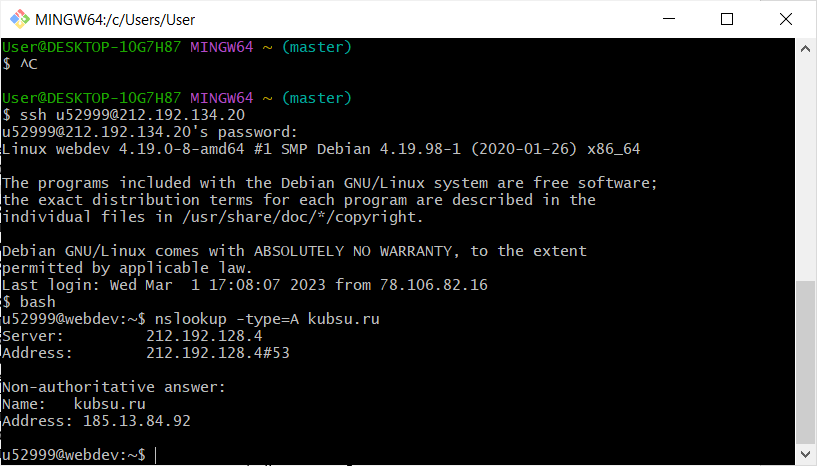 MINGW64:/c/Users/User
User@DESKTOP-1OG7H87 MINGW64 ~ (master)
$ ^C
User@DESKTOP-1OG7H87 MINGW64 ~ (master)
$ ssh u52999@212.192.134.20
u52999@212.192.134.20's password:
Linux webdev 4.19.0-8-amd64 #1 SMP Debian 4.19.98-1 (2020-01-26) x86_64
The programs included with the Debian GNU/Linux system are free software;
the exact distribution terms for each program are described in the
individual files in /usr/share/doc/*/copyright.
Debian GNU/Linux comes with ABSOLUTELY NO WARRANTY, to the extent
permitted by applicable law.
Last login: Wed Mar  1 17:08:07 2023 from 78.106.82.16
$ bash
u52999@webdev:~$ nslookup -type=A kubsu.ru
Server:         212.192.128.4
Address:        212.192.128.4#53
Non-authoritative answer:
Name:   kubsu.ru
Address: 185.13.84.92
u52999@webdev:~$